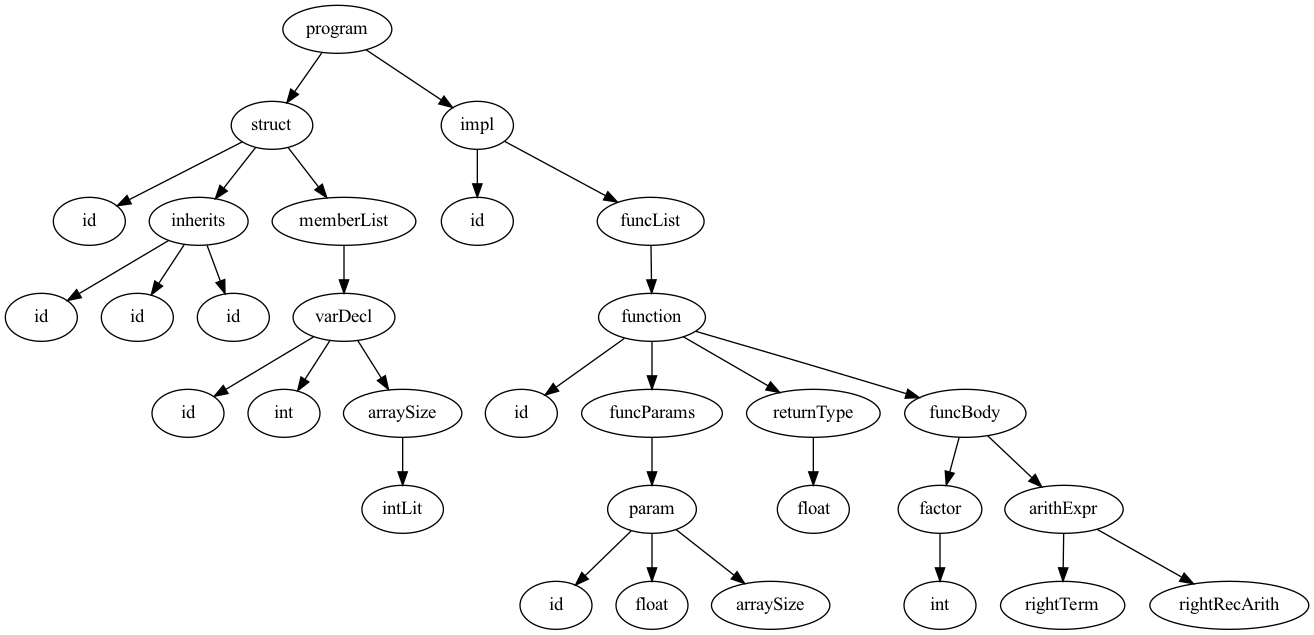 program
struct
impl
id
inherits
memberList
id
funcList
id
id
id
varDecl
function
id
int
arraySize
id
funcParams
returnType
funcBody
intLit
param
float
factor
arithExpr
id
float
arraySize
int
rightTerm
rightRecArith